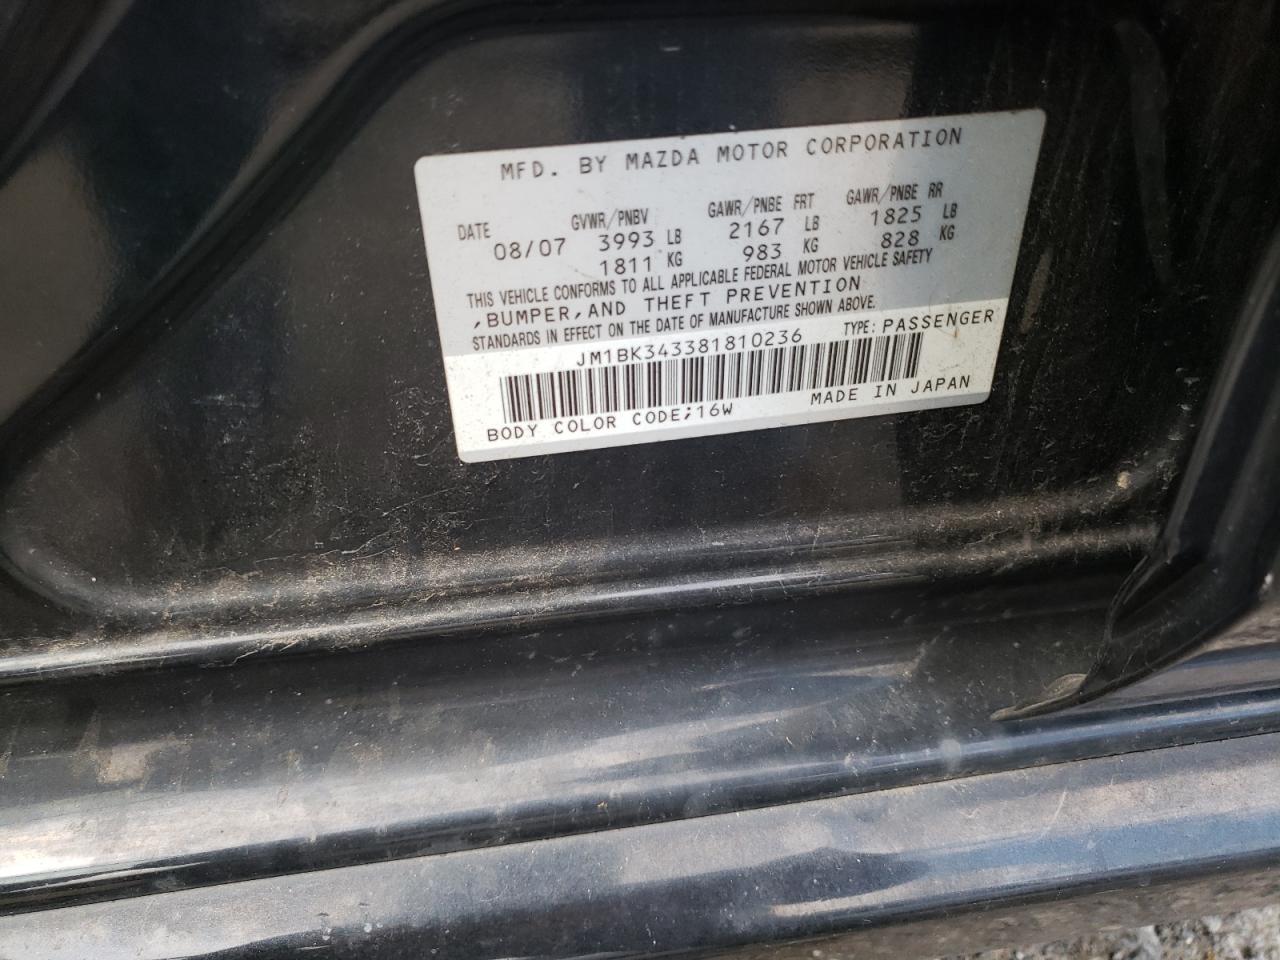 MFD. BY MAZDA MOTOR CORPORATION
DATE GVWR/PNBV GAWR/PNBE FRT GAWR/PNBE RR
08/07 3993 LB 2167 LB 1825 LB
1811 KG 983 KG 828 KG
THIS VEHICLE CONFORMS TO ALL APPLICABLE FEDERAL MOTOR VEHICLE SAFETY
,BUMPER,AND THEFT PREVENTION
STANDARDS IN EFFECT ON THE DATE OF MANUFACTURE SHOWN ABOVE.
JM1BK343381810236 TYPE: PASSENGER
BODY COLOR CODE;16W MADE IN JAPAN